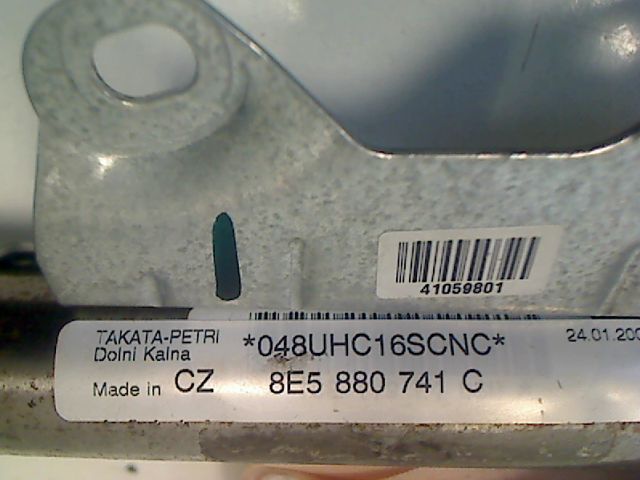 41059801
TAKATA-PETRI *048UHC16SCNC*
Dolni Kalna
Made in CZ 8E5 880 741 C